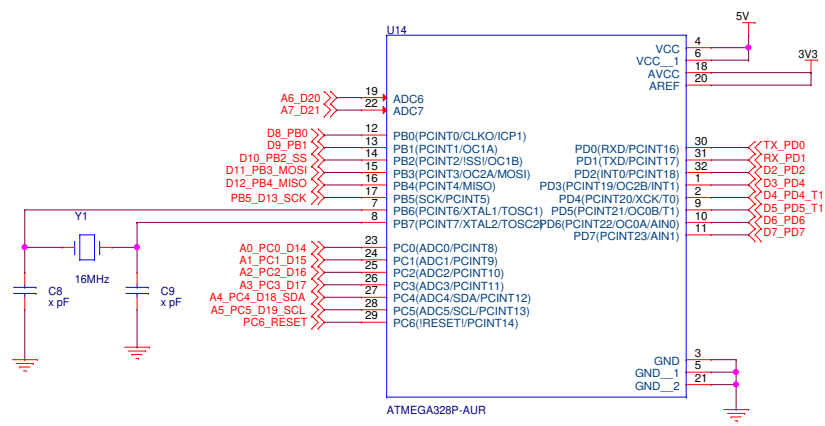 U14
5V
3V3
4
VCC
6
VCC__1
18
AVCC
20
AREF
A6_D20
19
ADC6
A7_D21
22
ADC7
D8_PB0
12
PB0(PCINT0/CLKO/ICP1)
D9_PB1
13
PB1(PCINT1/OC1A)
D10_PB2_SS
14
PB2(PCINT2/!SS!/OC1B)
D11_PB3_MOSI
15
PB3(PCINT3/OC2A/MOSI)
D12_PB4_MISO
16
PB4(PCINT4/MISO)
PB5_D13_SCK
17
PB5(SCK/PCINT5)
7
PB6(PCINT6/XTAL1/TOSC1)
8
PB7(PCINT7/XTAL2/TOSC2)
PD0(RXD/PCINT16)
30
TX_PD0
PD1(TXD/PCINT17)
31
RX_PD1
PD2(INT0/PCINT18)
32
D2_PD2
PD3(PCINT19/OC2B/INT1)
1
D3_PD4
PD4(PCINT20/XCK/T0)
2
D4_PD4_T1
PD5(PCINT21/OC0B/T1)
9
D5_PD5_T1
PD6(PCINT22/OC0A/AIN0)
10
D6_PD6
PD7(PCINT23/AIN1)
11
D7_PD7
Y1
16MHz
C8
x pF
C9
x pF
A0_PC0_D14
23
PC0(ADC0/PCINT8)
A1_PC1_D15
24
PC1(ADC1/PCINT9)
A2_PC2_D16
25
PC2(ADC2/PCINT10)
A3_PC3_D17
26
PC3(ADC3/PCINT11)
A4_PC4_D18_SDA
27
PC4(ADC4/SDA/PCINT12)
A5_PC5_D19_SCL
28
PC5(ADC5/SCL/PCINT13)
PC6_RESET
29
PC6(!RESET!/PCINT14)
GND
3
GND__1
5
GND__2
21
ATMEGA328P-AUR